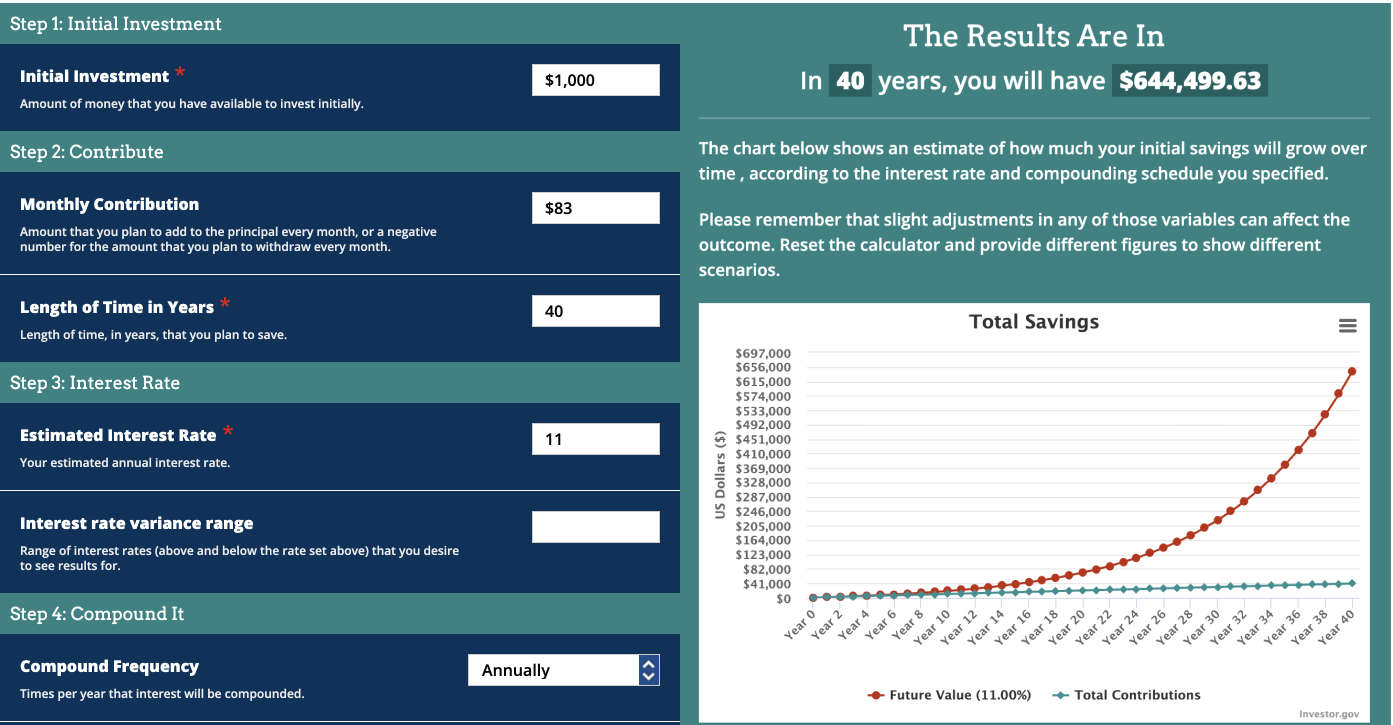 Step 1: Initial Investment
Initial Investment *
$1,000
Amount of money that you have available to invest initially.
Step 2: Contribute
Monthly Contribution
$83
Amount that you plan to add to the principal every month, or a negative
number for the amount that you plan to withdraw every month.
Length of Time in Years *
40
Length of time, in years, that you plan to save.
Step 3: Interest Rate
Estimated Interest Rate *
11
Your estimated annual interest rate.
Interest rate variance range
Range of interest rates (above and below the rate set above) that you desire
to see results for.
Step 4: Compound It
Compound Frequency
Annually
Times per year that interest will be compounded.
The Results Are In
In 40 years, you will have $644,499.63
The chart below shows an estimate of how much your initial savings will grow over
time , according to the interest rate and compounding schedule you specified.
Please remember that slight adjustments in any of those variables can affect the
outcome. Reset the calculator and provide different figures to show different
scenarios.
Total Savings
US Dollars ($)
$697,000
$656,000
$615,000
$574,000
$533,000
$492,000
$451,000
$410,000
$369,000
$328,000
$287,000
$246,000
$205,000
$164,000
$123,000
$82,000
$41,000
$0
Year 0
Year 2
Year 4
Year 6
Year 8
Year 10
Year 12
Year 14
Year 16
Year 18
Year 20
Year 22
Year 24
Year 26
Year 28
Year 30
Year 32
Year 34
Year 36
Year 38
Year 40
Future Value (11.00%)
Total Contributions
Investor.gov